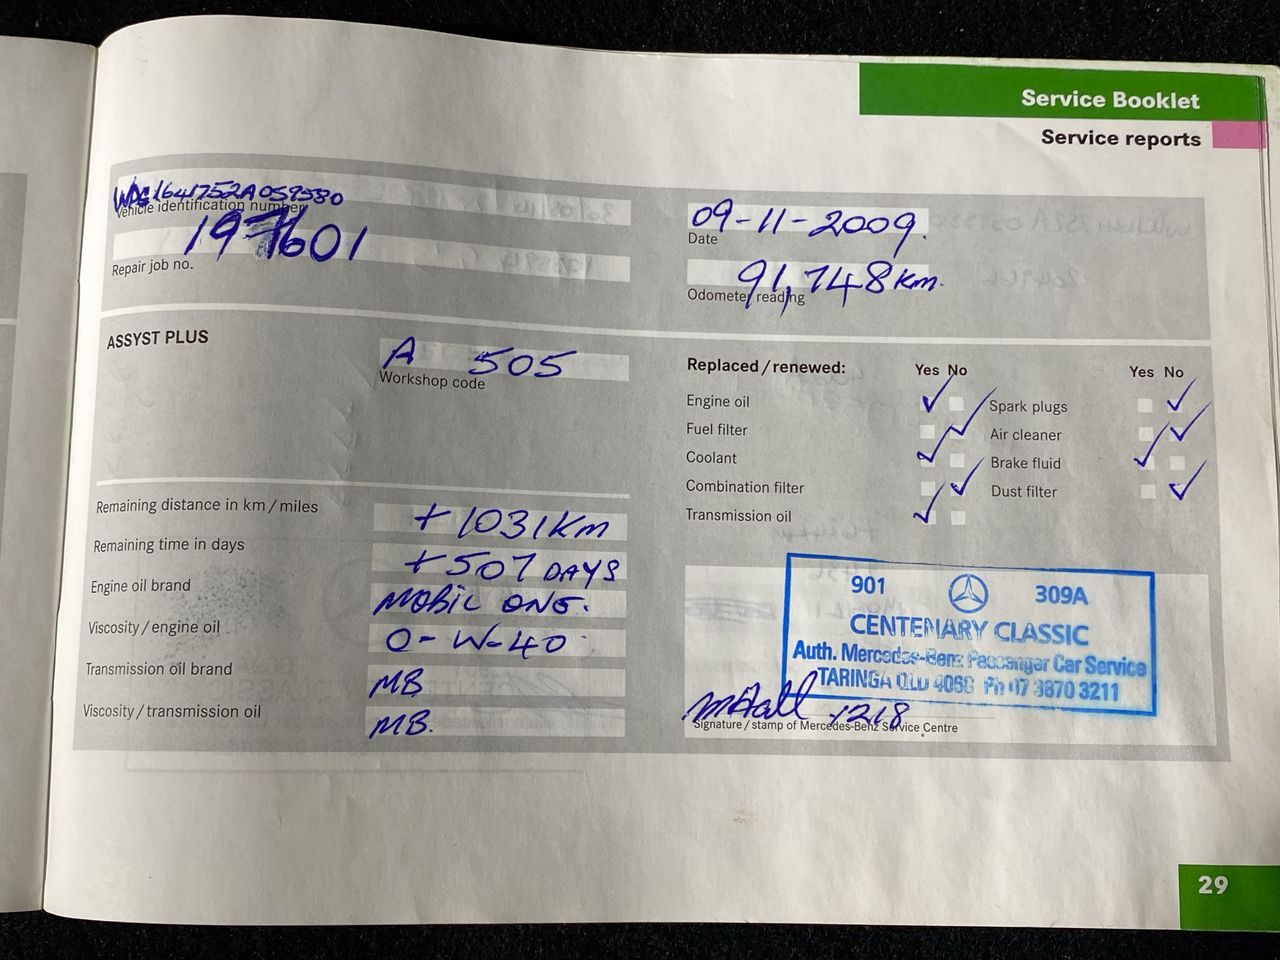 Service Booklet
Service reports
WDC1641752A059580
Vehicle identification number
197601
Repair job no.
09-11-2009.
Date
91,748km.
Odometer reading
ASSYST PLUS
A 505
Workshop code
Remaining distance in km/miles +1031KM
Remaining time in days +507 DAYS
Engine oil brand MOBIL ONE.
Viscosity/engine oil 0-W-40
Transmission oil brand MB
Viscosity/transmission oil MB.
Replaced/renewed: Yes No Yes No
Engine oil ✓ Spark plugs ✓
Fuel filter ✓ Air cleaner ✓
Coolant ✓ Brake fluid ✓
Combination filter ✓ Dust filter ✓
Transmission oil ✓
901 309A
CENTENARY CLASSIC
Auth. Mercedes-Benz Passenger Car Service
TARINGA QLD 4068 Ph 07 3870 3211
MHall 1218
Signature/stamp of Mercedes-Benz Service Centre
29